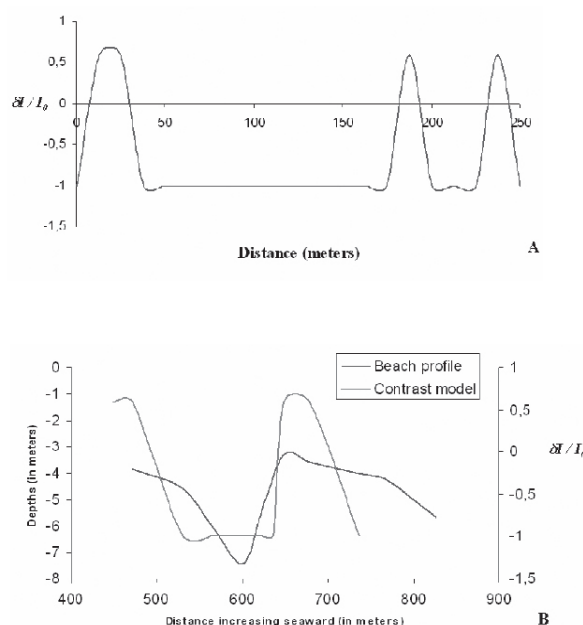 1
0,5
δI / I₀
0
0 50 100 150 200 250
-0,5
-1
-1,5
Distance (meters)
A
0 1
Beach profile
Contrast model
-1
-2 0,5
-3 0
-4
-5 -0,5
-6 -1
-7
-8 -1,5
Depths (in meters)
δI / I
400 500 600 700 800 900
Distance increasing seaward (in meters)
B